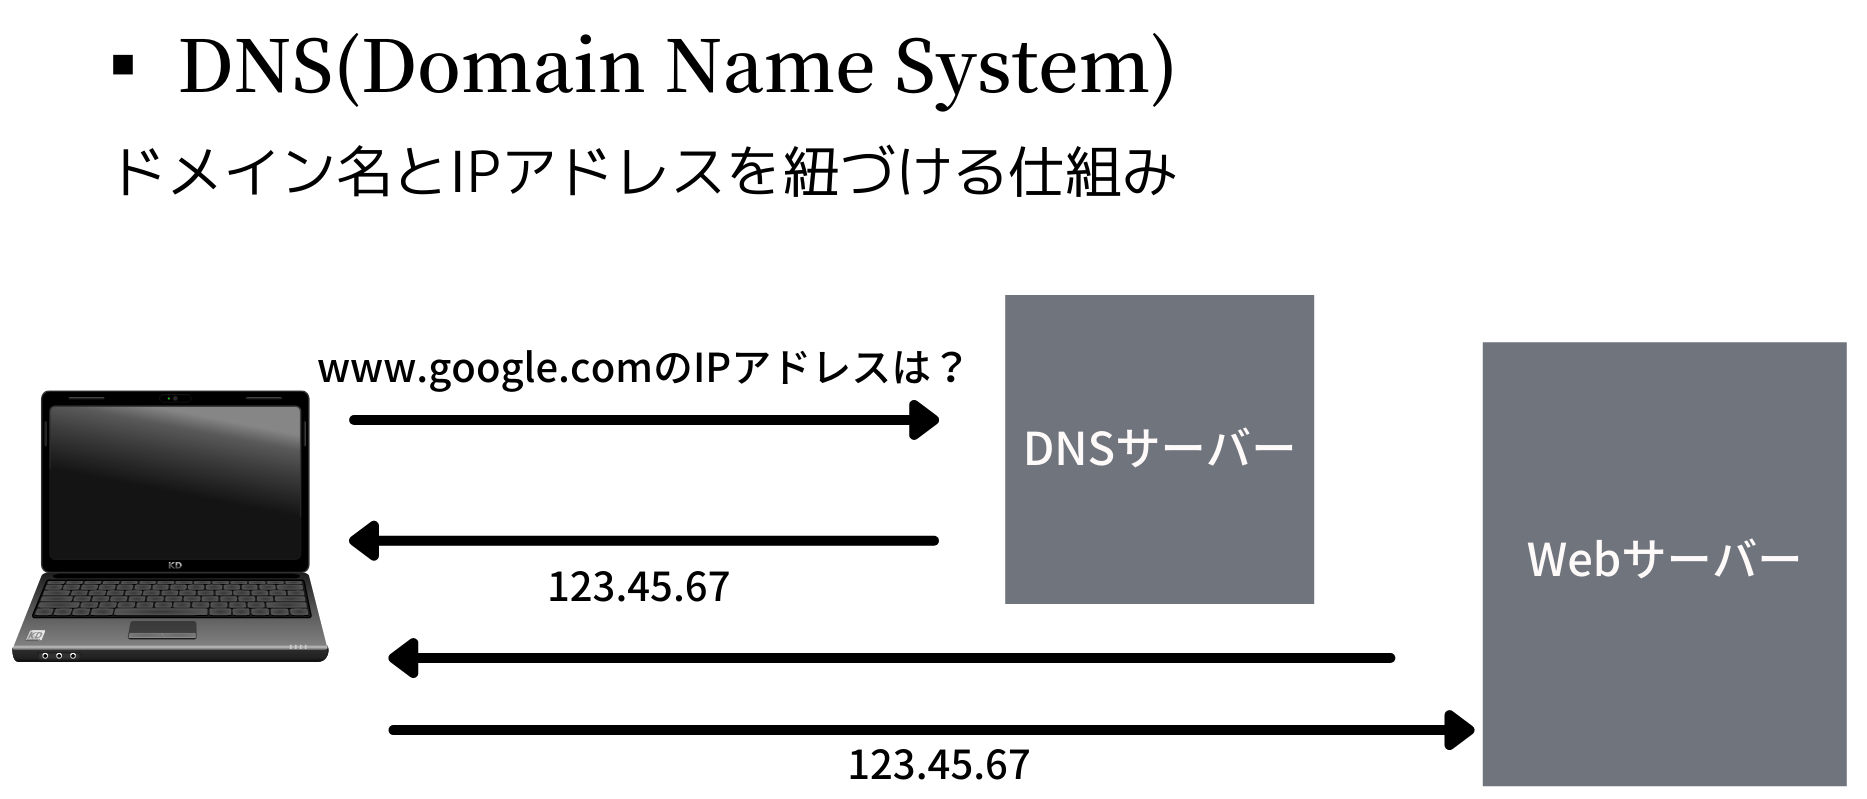 ▪ DNS(Domain Name System)
ドメイン名とIPアドレスを紐づける仕組み
www.google.comのIPアドレスは？
DNSサーバー
Webサーバー
KD
123.45.67
KD
123.45.67